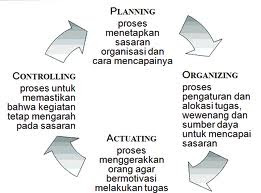 PLANNING
proses
menetapkan
sasaran
organisasi dan
cara mencapainya
CONTROLLING
proses untuk
memastikan
bahwa kegiatan
tetap mengarah
pada sasaran
ORGANIZING
proses
pengaturan dan
alokasi tugas,
wewenang dan
sumber daya
untuk mencapai
sasaran
ACTUATING
proses
menggerakkan
orang agar
bermotivasi
melakukan tugas